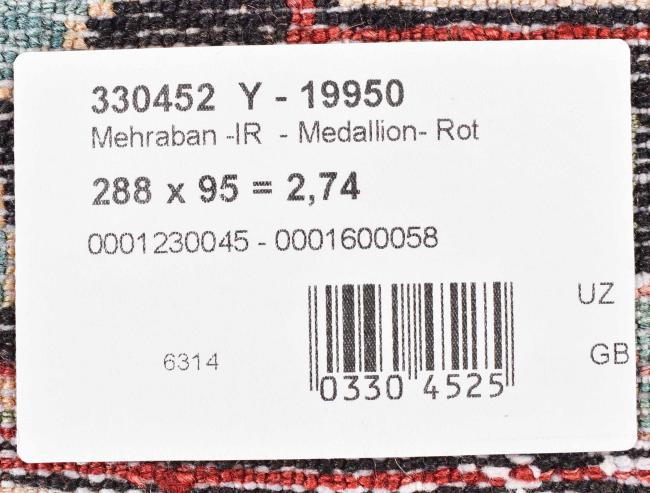 330452 Y - 19950
Mehraban -IR - Medallion- Rot
288 x 95 = 2,74
0001230045 - 0001600058
UZ
6314
GB
0330 4525